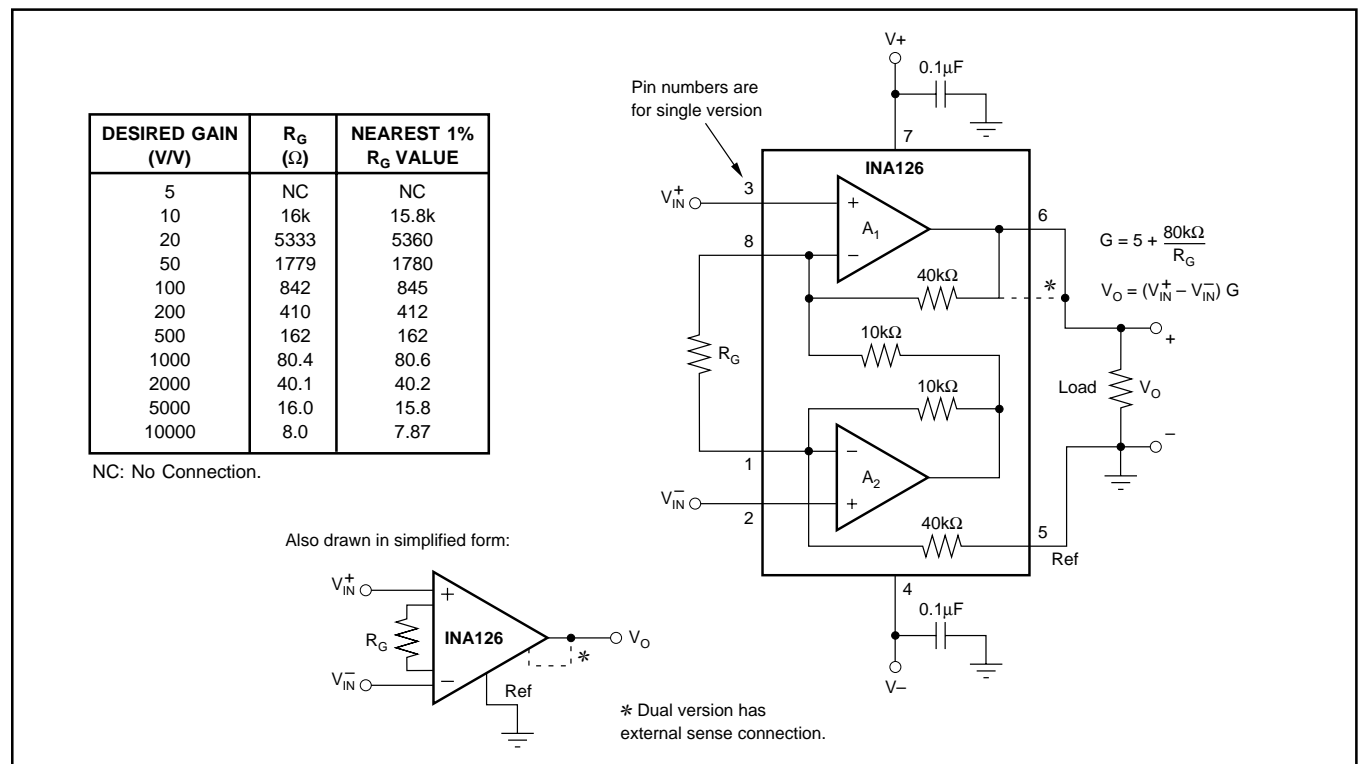 DESIRED GAIN (V/V) R_G (Ω) NEAREST 1% R_G VALUE
5 NC NC
10 16k 15.8k
20 5333 5360
50 1779 1780
100 842 845
200 410 412
500 162 162
1000 80.4 80.6
2000 40.1 40.2
5000 16.0 15.8
10000 8.0 7.87
NC: No Connection.
Pin numbers are
for single version
V+
0.1µF
7
INA126
3
V_IN^+
+
A_1
6
8
–
40kΩ
*
G = 5 + 80kΩ / R_G
V_O = (V_IN^+ – V_IN^–) G
10kΩ
R_G
+
Load
V_O
10kΩ
–
1
–
A_2
V_IN^–
+
2
40kΩ
5
Ref
4
0.1µF
V–
Also drawn in simplified form:
V_IN^+
+
R_G
INA126
V_O
*
V_IN^–
–
Ref
* Dual version has
external sense connection.